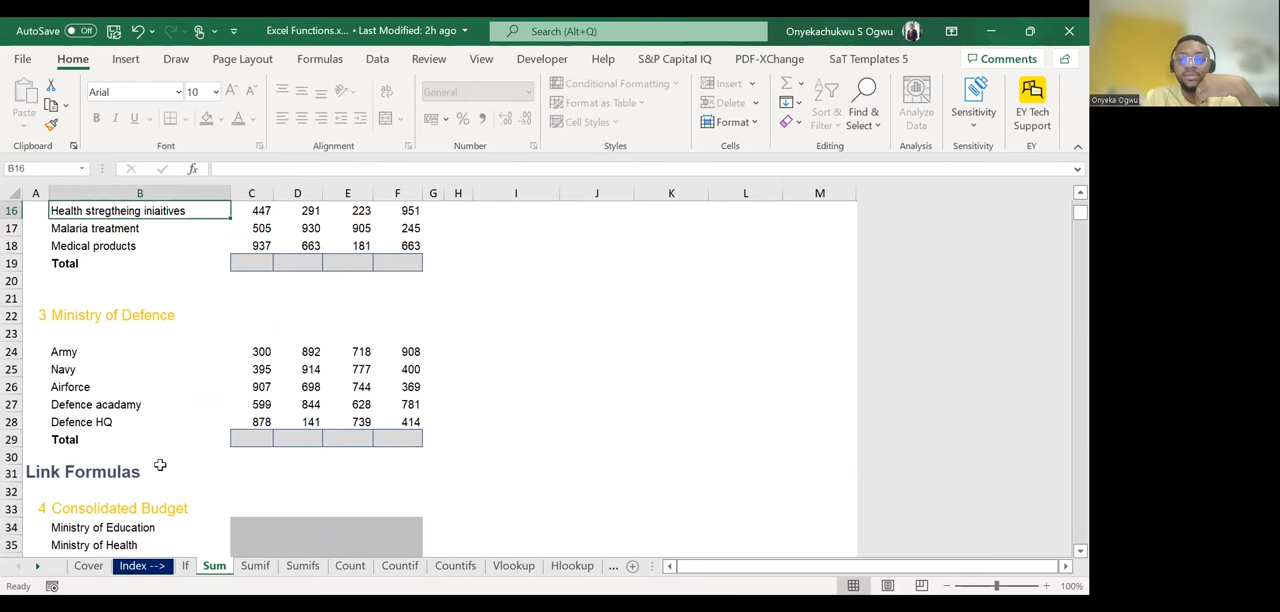 AutoSave Off Excel Functions.x... • Last Modified: 2h ago Search (Alt+Q) Onyekachukwu S Ogwu
File Home Insert Draw Page Layout Formulas Data Review View Developer Help S&P Capital IQ PDF-XChange SaT Templates 5 Comments
Paste Arial 10 General Conditional Formatting Format as Table Cell Styles Insert Delete Format Sort & Filter Find & Select Analyze Data Sensitivity EY Tech Support
Clipboard Font Alignment Number Styles Cells Editing Analysis Sensitivity EY
B16 fx
A B C D E F G H I J K L M
16 Health stregtheing iniaitives 447 291 223 951
17 Malaria treatment 505 930 905 245
18 Medical products 937 663 181 663
19 Total
20
21
22 3 Ministry of Defence
23
24 Army 300 892 718 908
25 Navy 395 914 777 400
26 Airforce 907 698 744 369
27 Defence acadamy 599 844 628 781
28 Defence HQ 878 141 739 414
29 Total
30
31 Link Formulas
32
33 4 Consolidated Budget
34 Ministry of Education
35 Ministry of Health
Cover Index --> If Sum Sumif Sumifs Count Countif Countifs Vlookup Hlookup ...
Ready 100%
Onyeka Ogwu